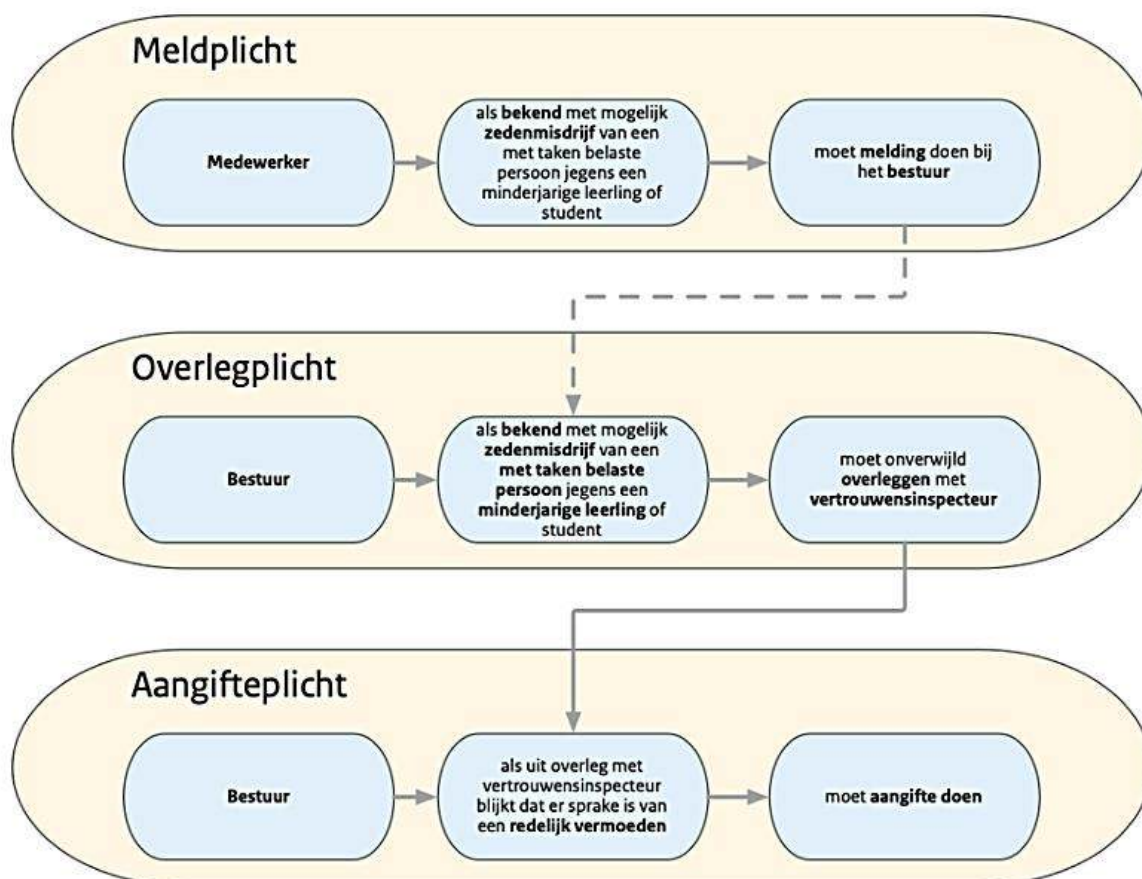 Meldplicht
Medewerker
als bekend met mogelijk
zedenmisdrijf van een
met taken belaste
persoon jegens een
minderjarige leerling of
student
moet melding doen bij
het bestuur
Overlegplicht
Bestuur
als bekend met mogelijk
zedenmisdrijf van een
met taken belaste
persoon jegens een
minderjarige leerling of
student
moet onverwijld
overleggen met
vertrouwensinspecteur
Aangifteplicht
Bestuur
als uit overleg met
vertrouwensinspecteur
blijkt dat er sprake is van
een redelijk vermoeden
moet aangifte doen